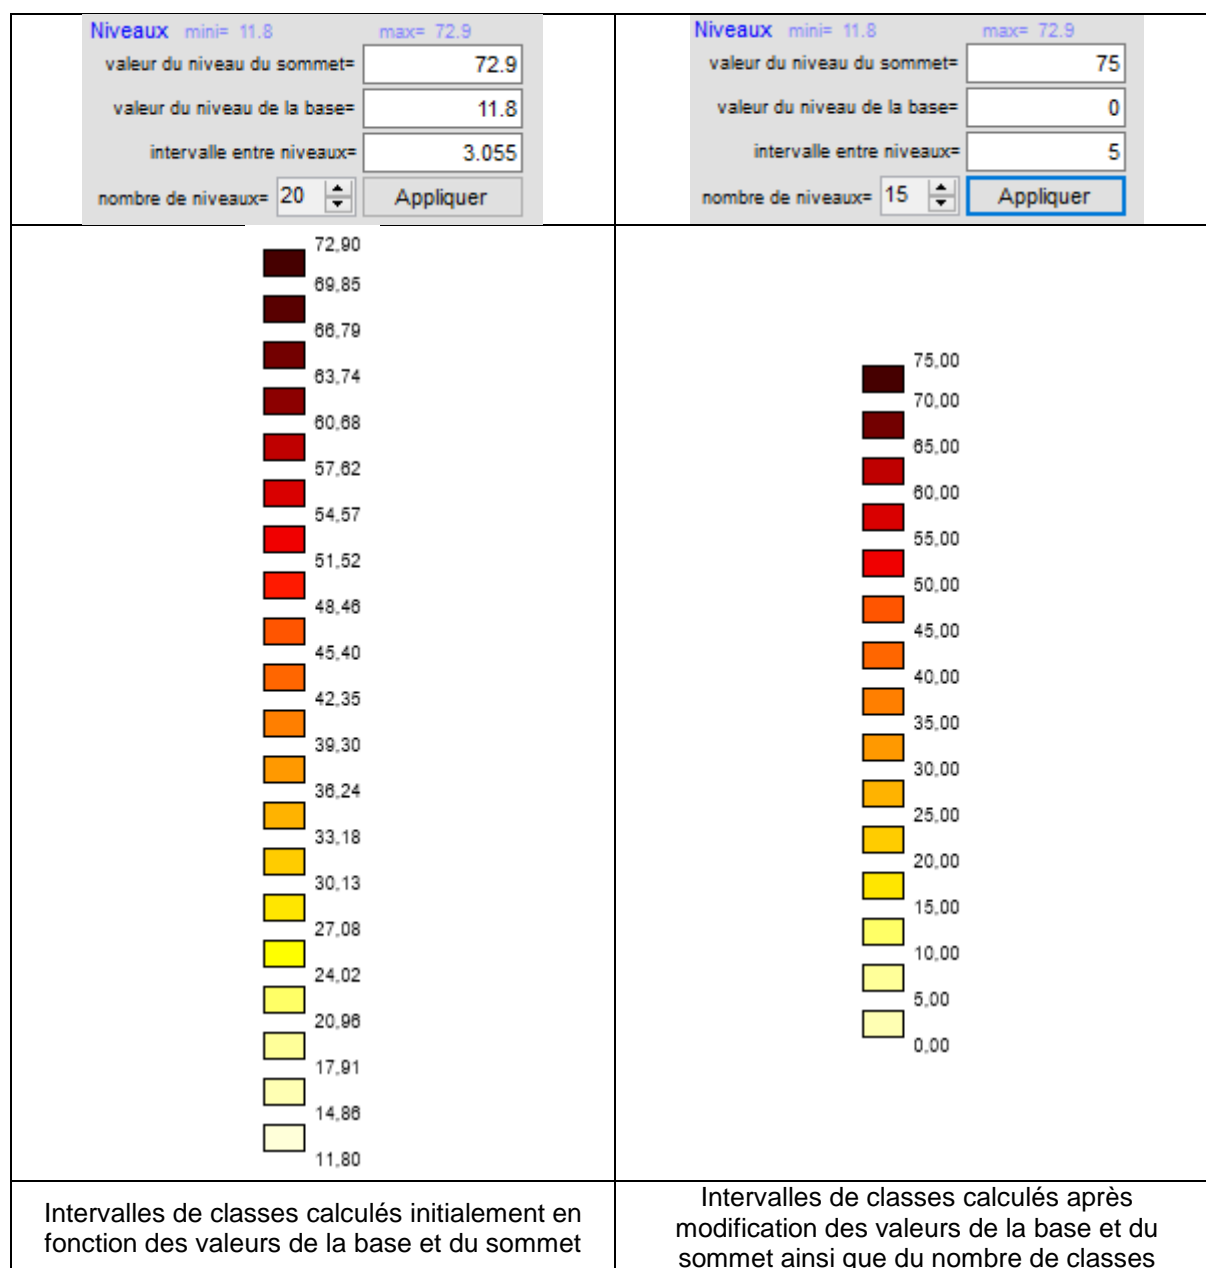 Niveaux mini= 11.8 max= 72.9
valeur du niveau du sommet= 72.9
valeur du niveau de la base= 11.8
intervalle entre niveaux= 3.055
nombre de niveaux= 20 Appliquer
Niveaux mini= 11.8 max= 72.9
valeur du niveau du sommet= 75
valeur du niveau de la base= 0
intervalle entre niveaux= 5
nombre de niveaux= 15 Appliquer
72,90
69,85
66,79
63,74
60,68
57,62
54,57
51,52
48,46
45,40
42,35
39,30
36,24
33,18
30,13
27,08
24,02
20,96
17,91
14,86
11,80
75,00
70,00
65,00
60,00
55,00
50,00
45,00
40,00
35,00
30,00
25,00
20,00
15,00
10,00
5,00
0,00
Intervalles de classes calculés initialement en
fonction des valeurs de la base et du sommet
Intervalles de classes calculés après
modification des valeurs de la base et du
sommet ainsi que du nombre de classes